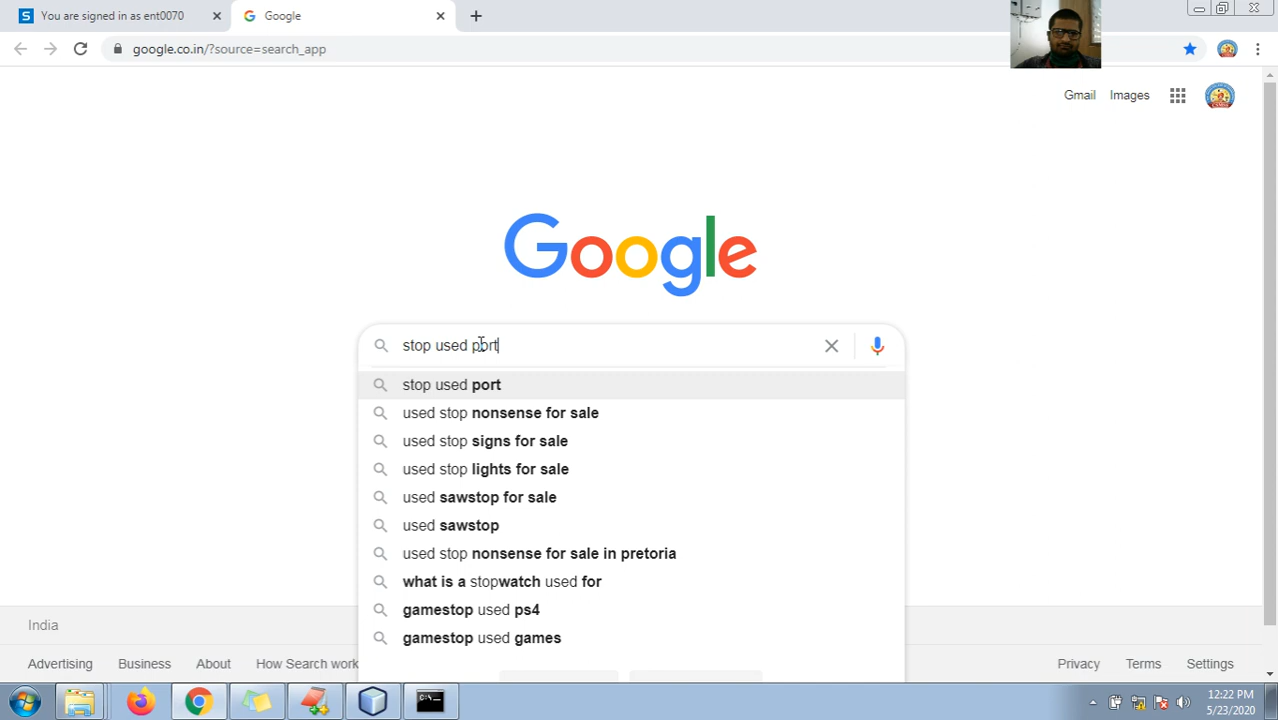 You are signed in as ent0070
Google
google.co.in/?source=search_app
Gmail Images
Google
stop used port
stop used port
used stop nonsense for sale
used stop signs for sale
used stop lights for sale
used sawstop for sale
used sawstop
used stop nonsense for sale in pretoria
what is a stopwatch used for
gamestop used ps4
gamestop used games
India
Advertising Business About How Search work Privacy Terms Settings
12:22 PM
5/23/2020